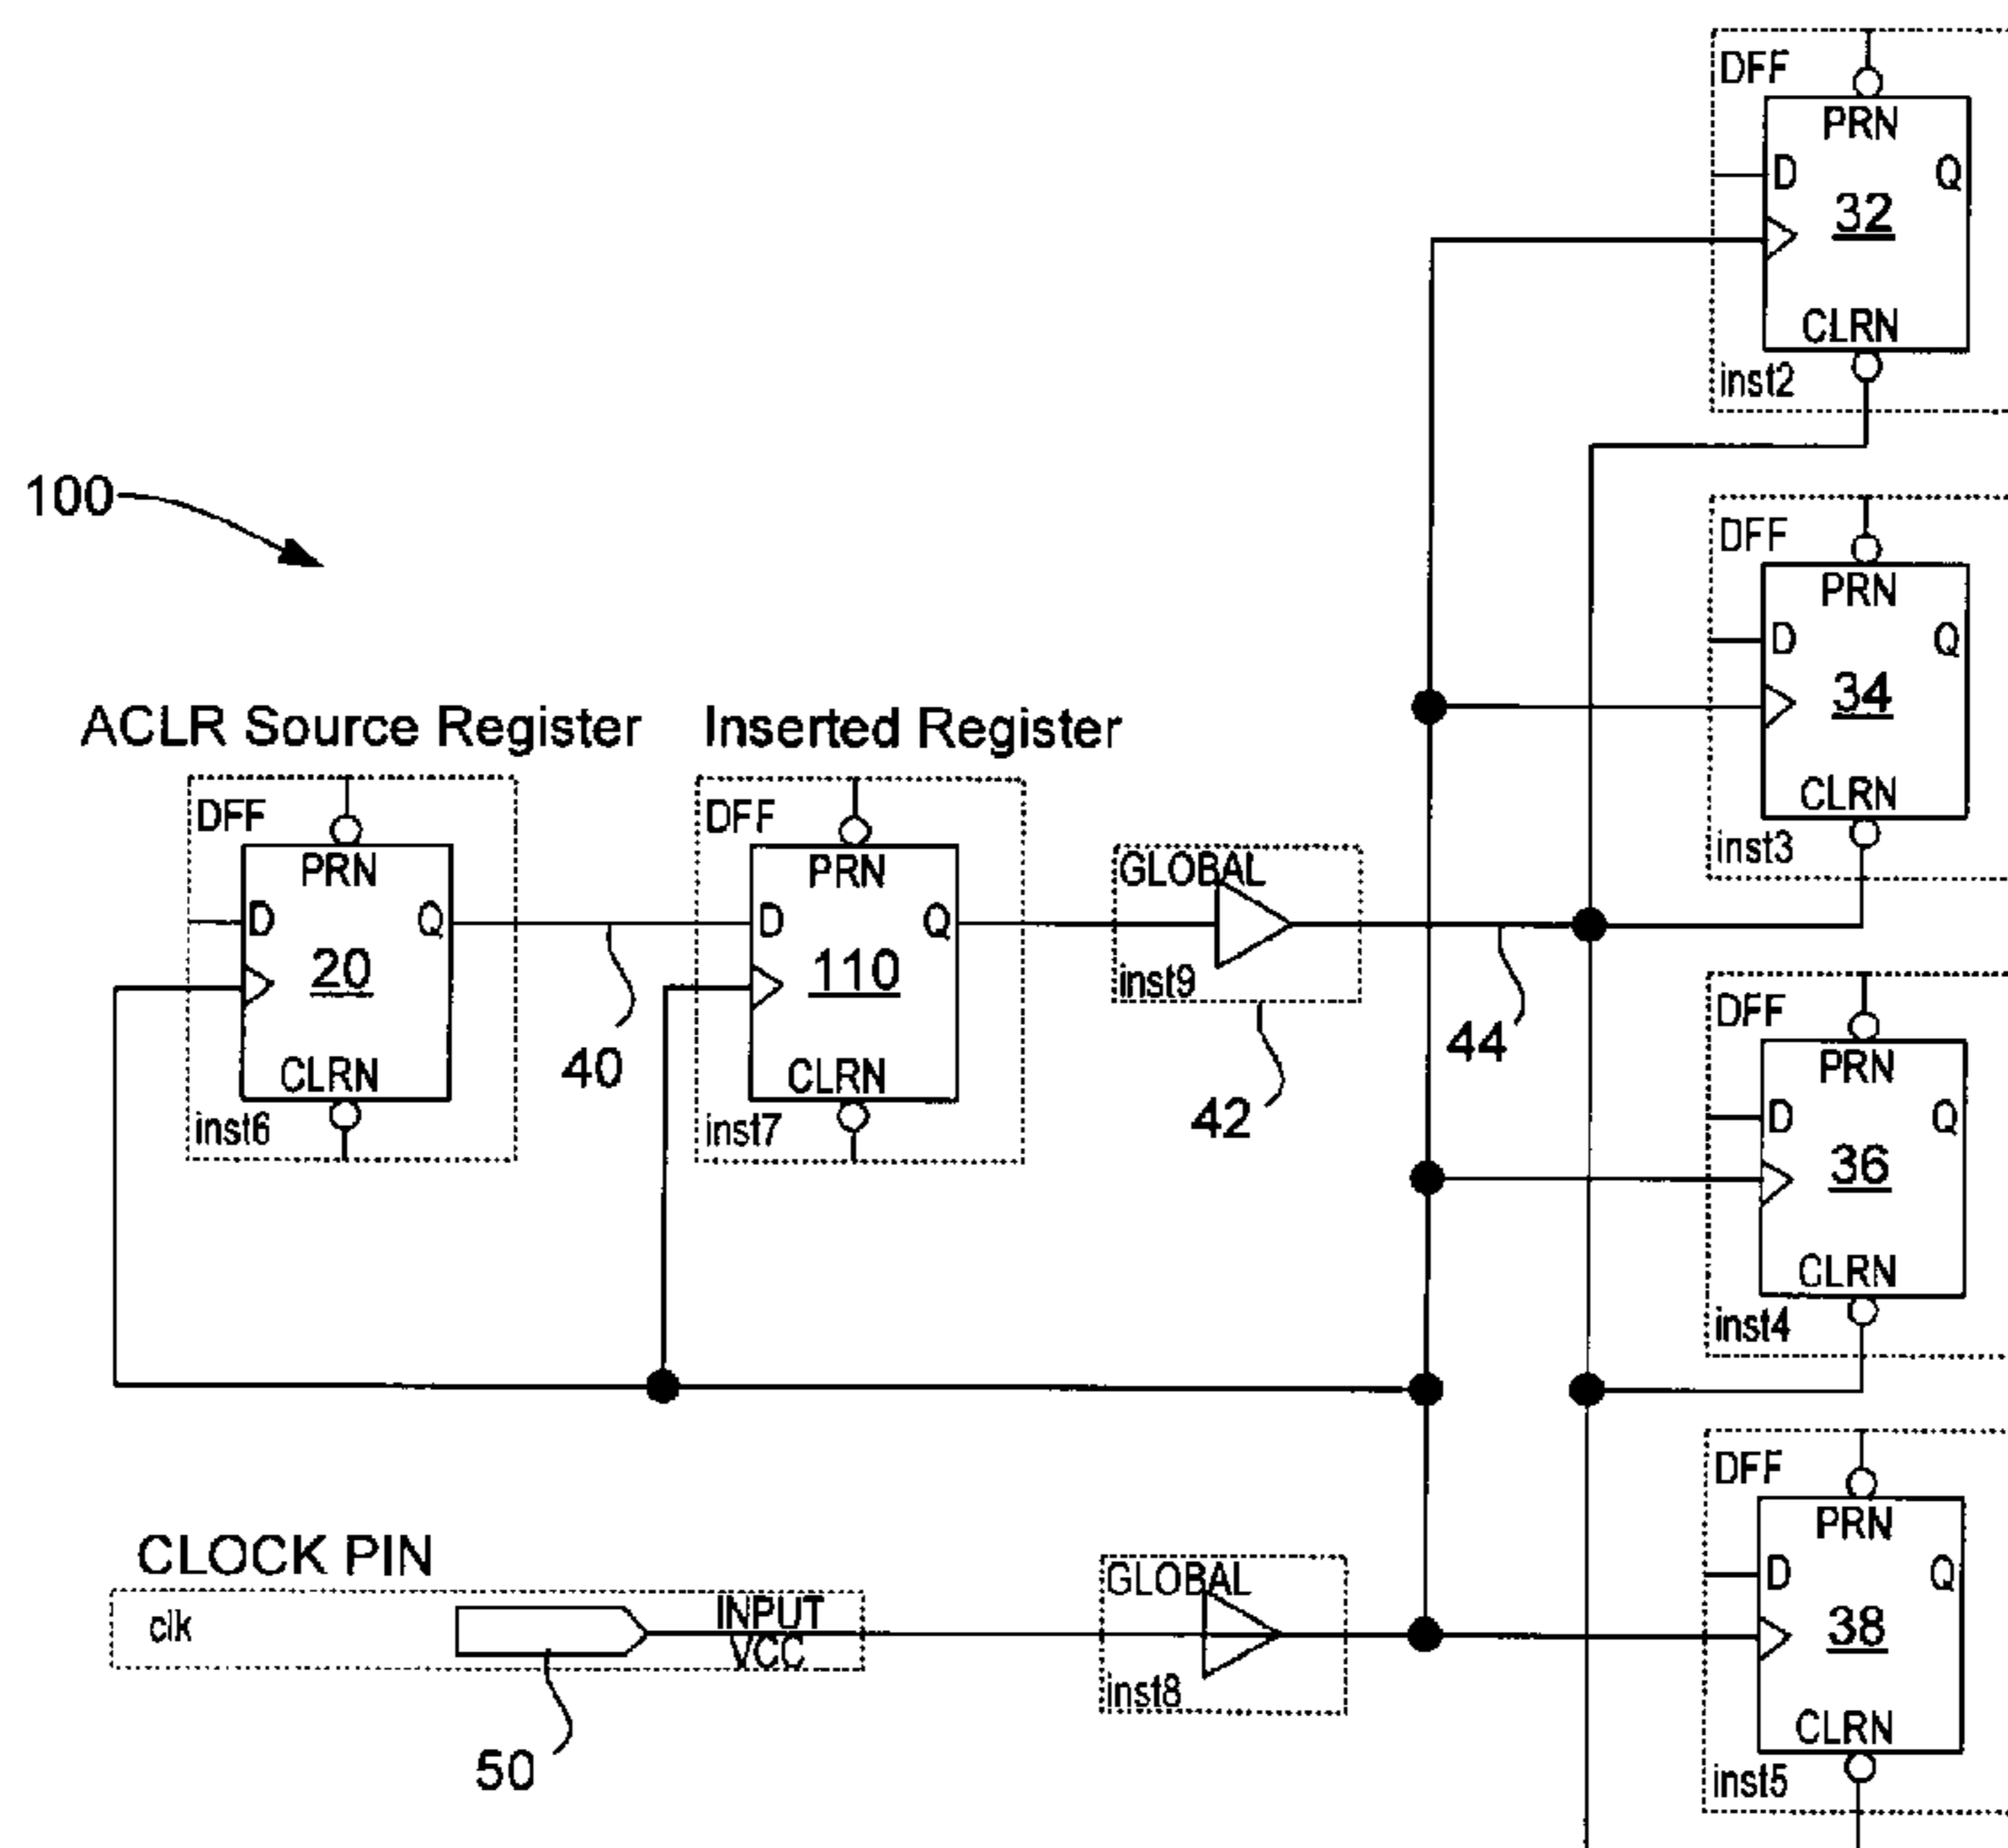 DFF
PRN
D
Q
32
CLRN
inst2
100
DFF
PRN
D
Q
34
CLRN
inst3
ACLR Source Register
Inserted Register
DFF
PRN
D
Q
20
CLRN
inst6
40
DFF
PRN
D
Q
110
CLRN
inst7
GLOBAL
inst9
42
44
DFF
PRN
D
Q
36
CLRN
inst4
CLOCK PIN
clk
INPUT
VCC
50
GLOBAL
inst8
DFF
PRN
D
Q
38
CLRN
inst5